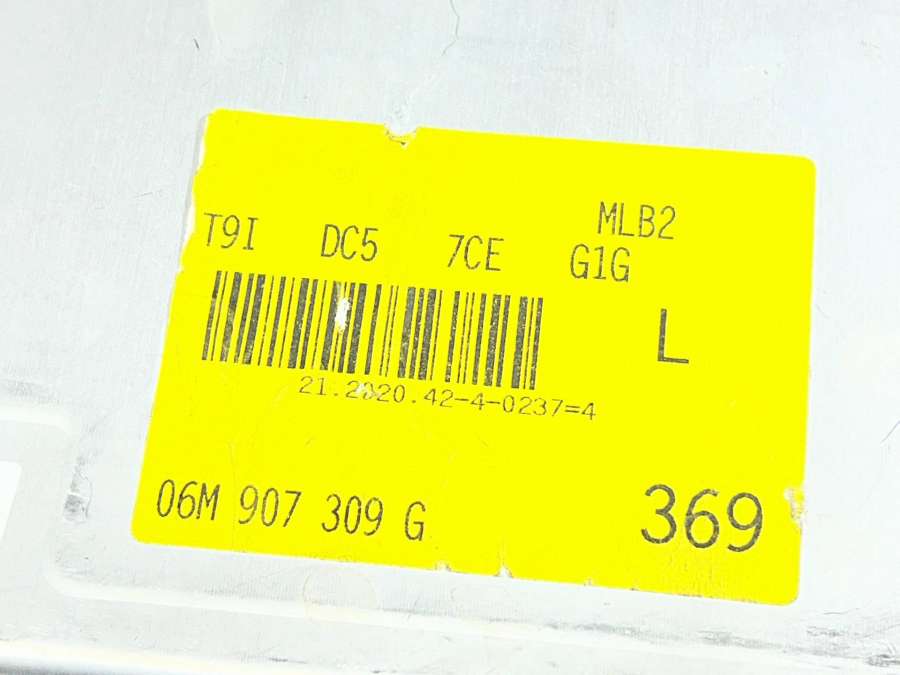 MLB2
T9I DC5 7CE G1G
L
21.2020.42-4-0237=4
06M 907 309 G
369